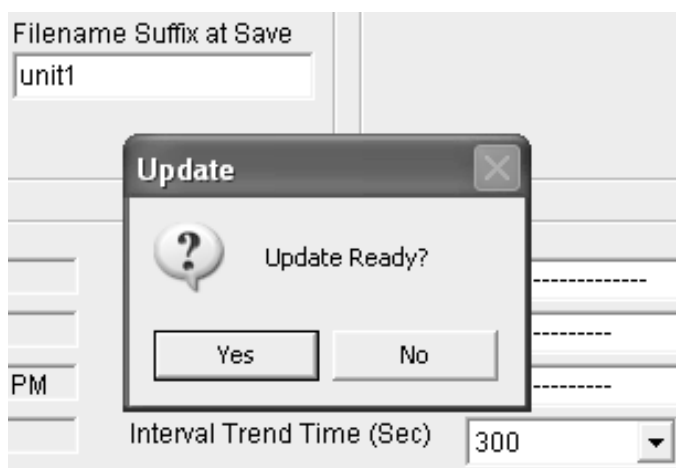 Filename Suffix at Save
unit1
Update
?
Update Ready?
-------------
Yes
No
---------
PM
---------
Interval Trend Time (Sec)
300